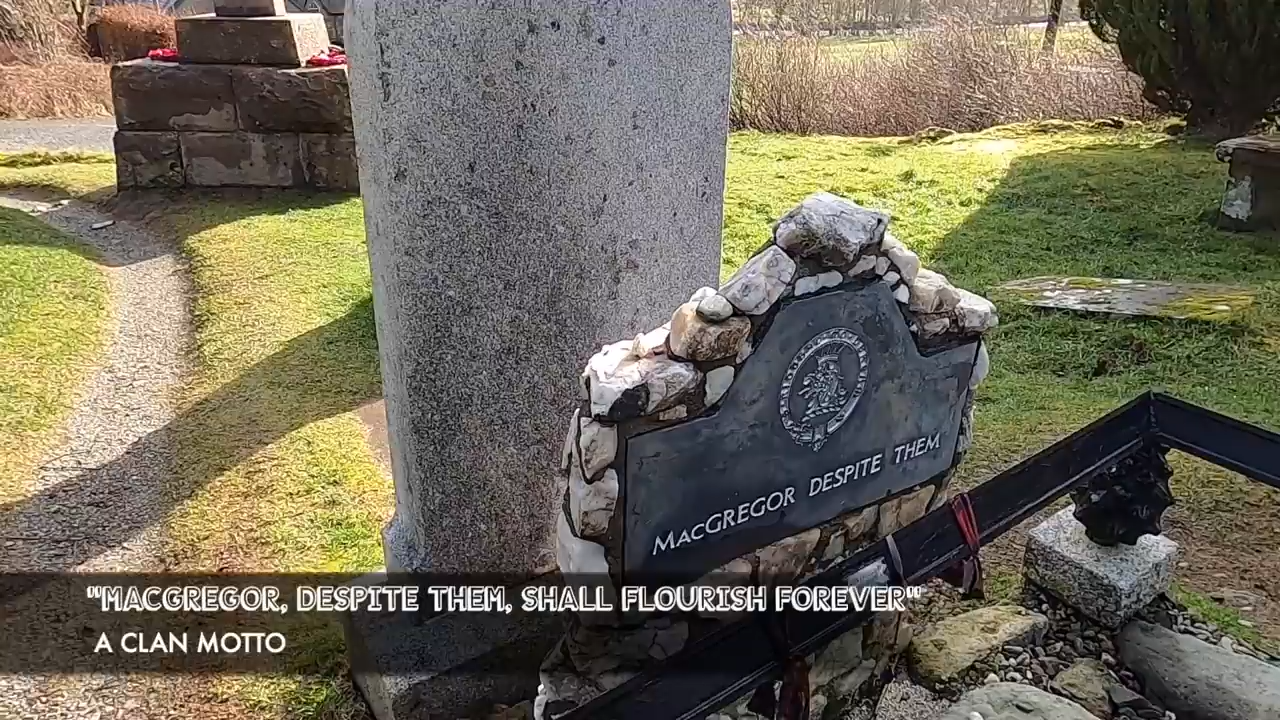 MACGREGOR DESPITE THEM
"MACGREGOR, DESPITE THEM, SHALL FLOURISH FOREVER"
A CLAN MOTTO